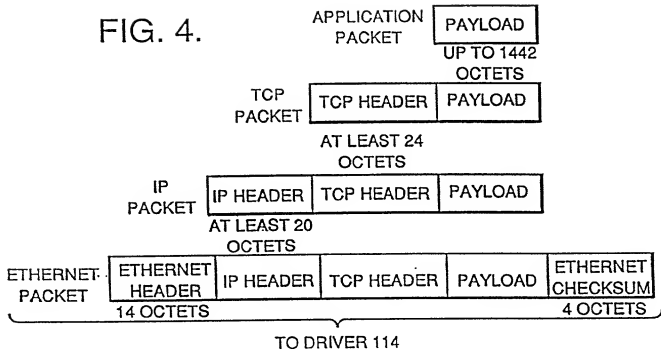 FIG. 4.
APPLICATION PACKET
PAYLOAD
UP TO 1442 OCTETS
TCP PACKET
TCP HEADER
PAYLOAD
AT LEAST 24 OCTETS
IP PACKET
IP HEADER
TCP HEADER
PAYLOAD
AT LEAST 20 OCTETS
ETHERNET PACKET
ETHERNET HEADER
IP HEADER
TCP HEADER
PAYLOAD
ETHERNET CHECKSUM
14 OCTETS
4 OCTETS
TO DRIVER 114